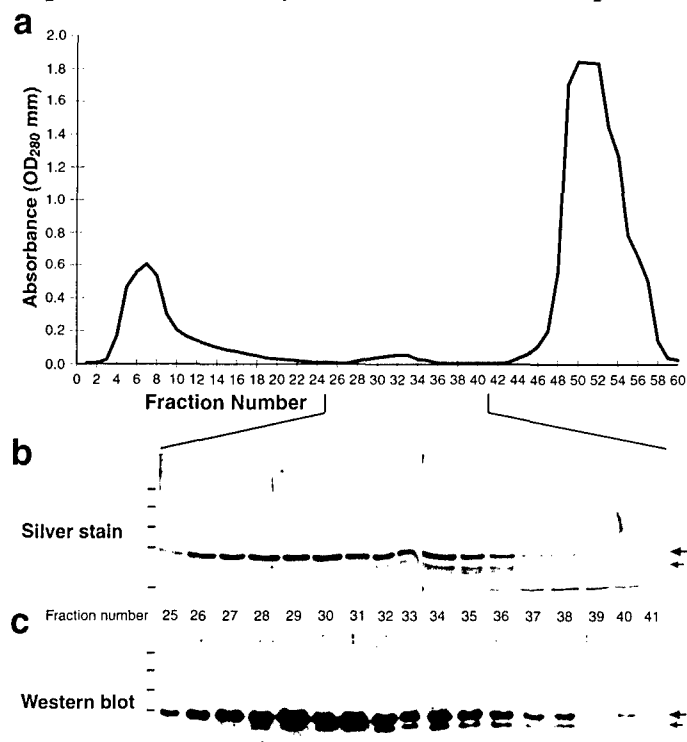 a
Absorbance (OD280 mm)
2.0
1.8
1.6
1.4
1.2
1.0
0.8
0.6
0.4
0.2
0.0
0 2 4 6 8 10 12 14 16 18 20 22 24 26 28 30 32 34 36 38 40 42 44 46 48 50 52 54 56 58 60
Fraction Number
b
Silver stain
Fraction number 25 26 27 28 29 30 31 32 33 34 35 36 37 38 39 40 41
c
Western blot